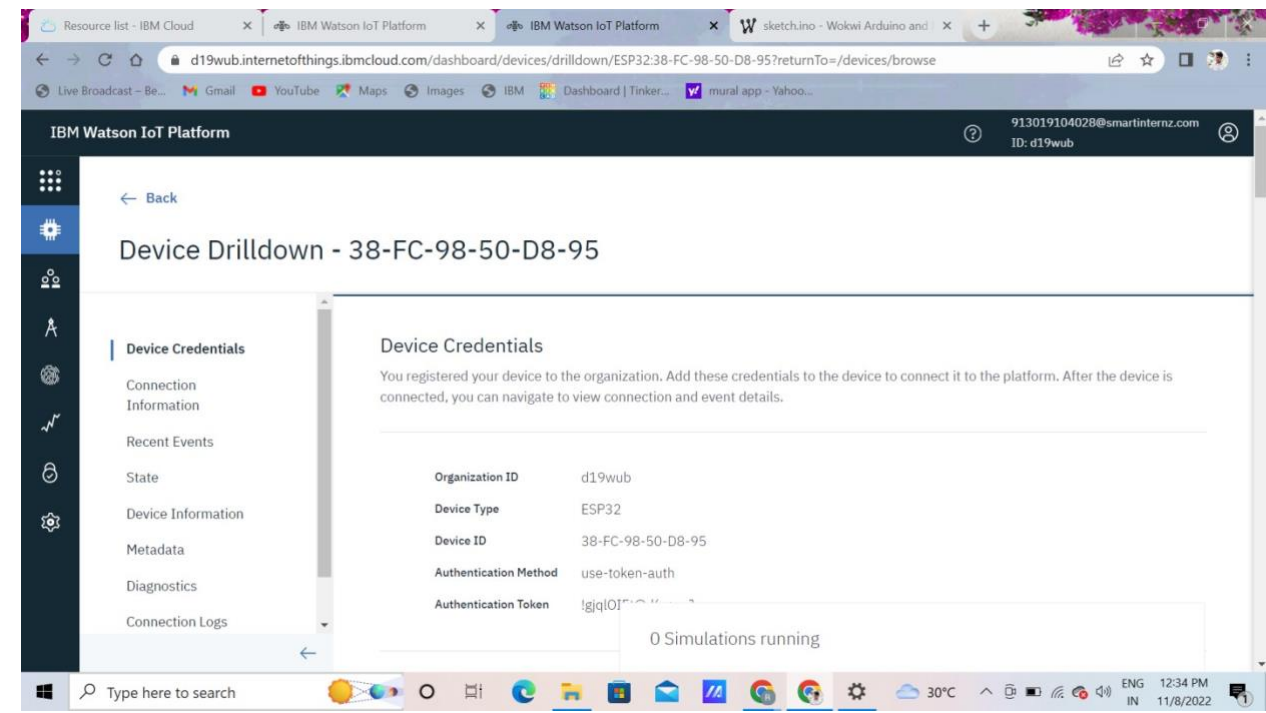 Resource list - IBM Cloud
IBM Watson IoT Platform
IBM Watson IoT Platform
sketch.ino - Wokwi Arduino and
d19wub.internetofthings.ibmcloud.com/dashboard/devices/drilldown/ESP32:38-FC-98-50-D8-95?returnTo=/devices/browse
Live Broadcast – Be...
Gmail
YouTube
Maps
Images
IBM
Dashboard | Tinker...
mural app - Yahoo...
IBM Watson IoT Platform
913019104028@smartinternz.com
ID: d19wub
Back
Device Drilldown - 38-FC-98-50-D8-95
Device Credentials
Connection
Information
Recent Events
State
Device Information
Metadata
Diagnostics
Connection Logs
Device Credentials
You registered your device to the organization. Add these credentials to the device to connect it to the platform. After the device is
connected, you can navigate to view connection and event details.
Organization ID d19wub
Device Type ESP32
Device ID 38-FC-98-50-D8-95
Authentication Method use-token-auth
Authentication Token
0 Simulations running
Type here to search
30°C
ENG
IN
12:34 PM
11/8/2022
1